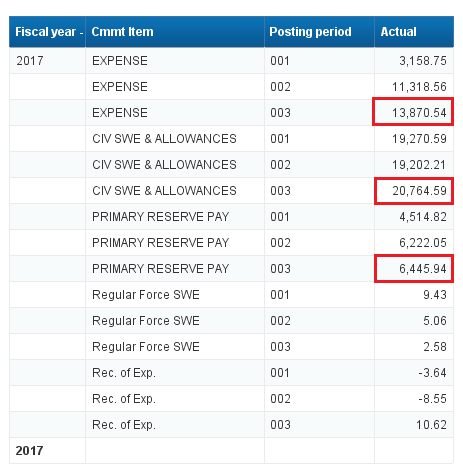 Fiscal year - Cmmt Item Posting period Actual
2017 EXPENSE 001 3,158.75
EXPENSE 002 11,318.56
EXPENSE 003 13,870.54
CIV SWE & ALLOWANCES 001 19,270.59
CIV SWE & ALLOWANCES 002 19,202.21
CIV SWE & ALLOWANCES 003 20,764.59
PRIMARY RESERVE PAY 001 4,514.82
PRIMARY RESERVE PAY 002 6,222.05
PRIMARY RESERVE PAY 003 6,445.94
Regular Force SWE 001 9.43
Regular Force SWE 002 5.06
Regular Force SWE 003 2.58
Rec. of Exp. 001 -3.64
Rec. of Exp. 002 -8.55
Rec. of Exp. 003 10.62
2017